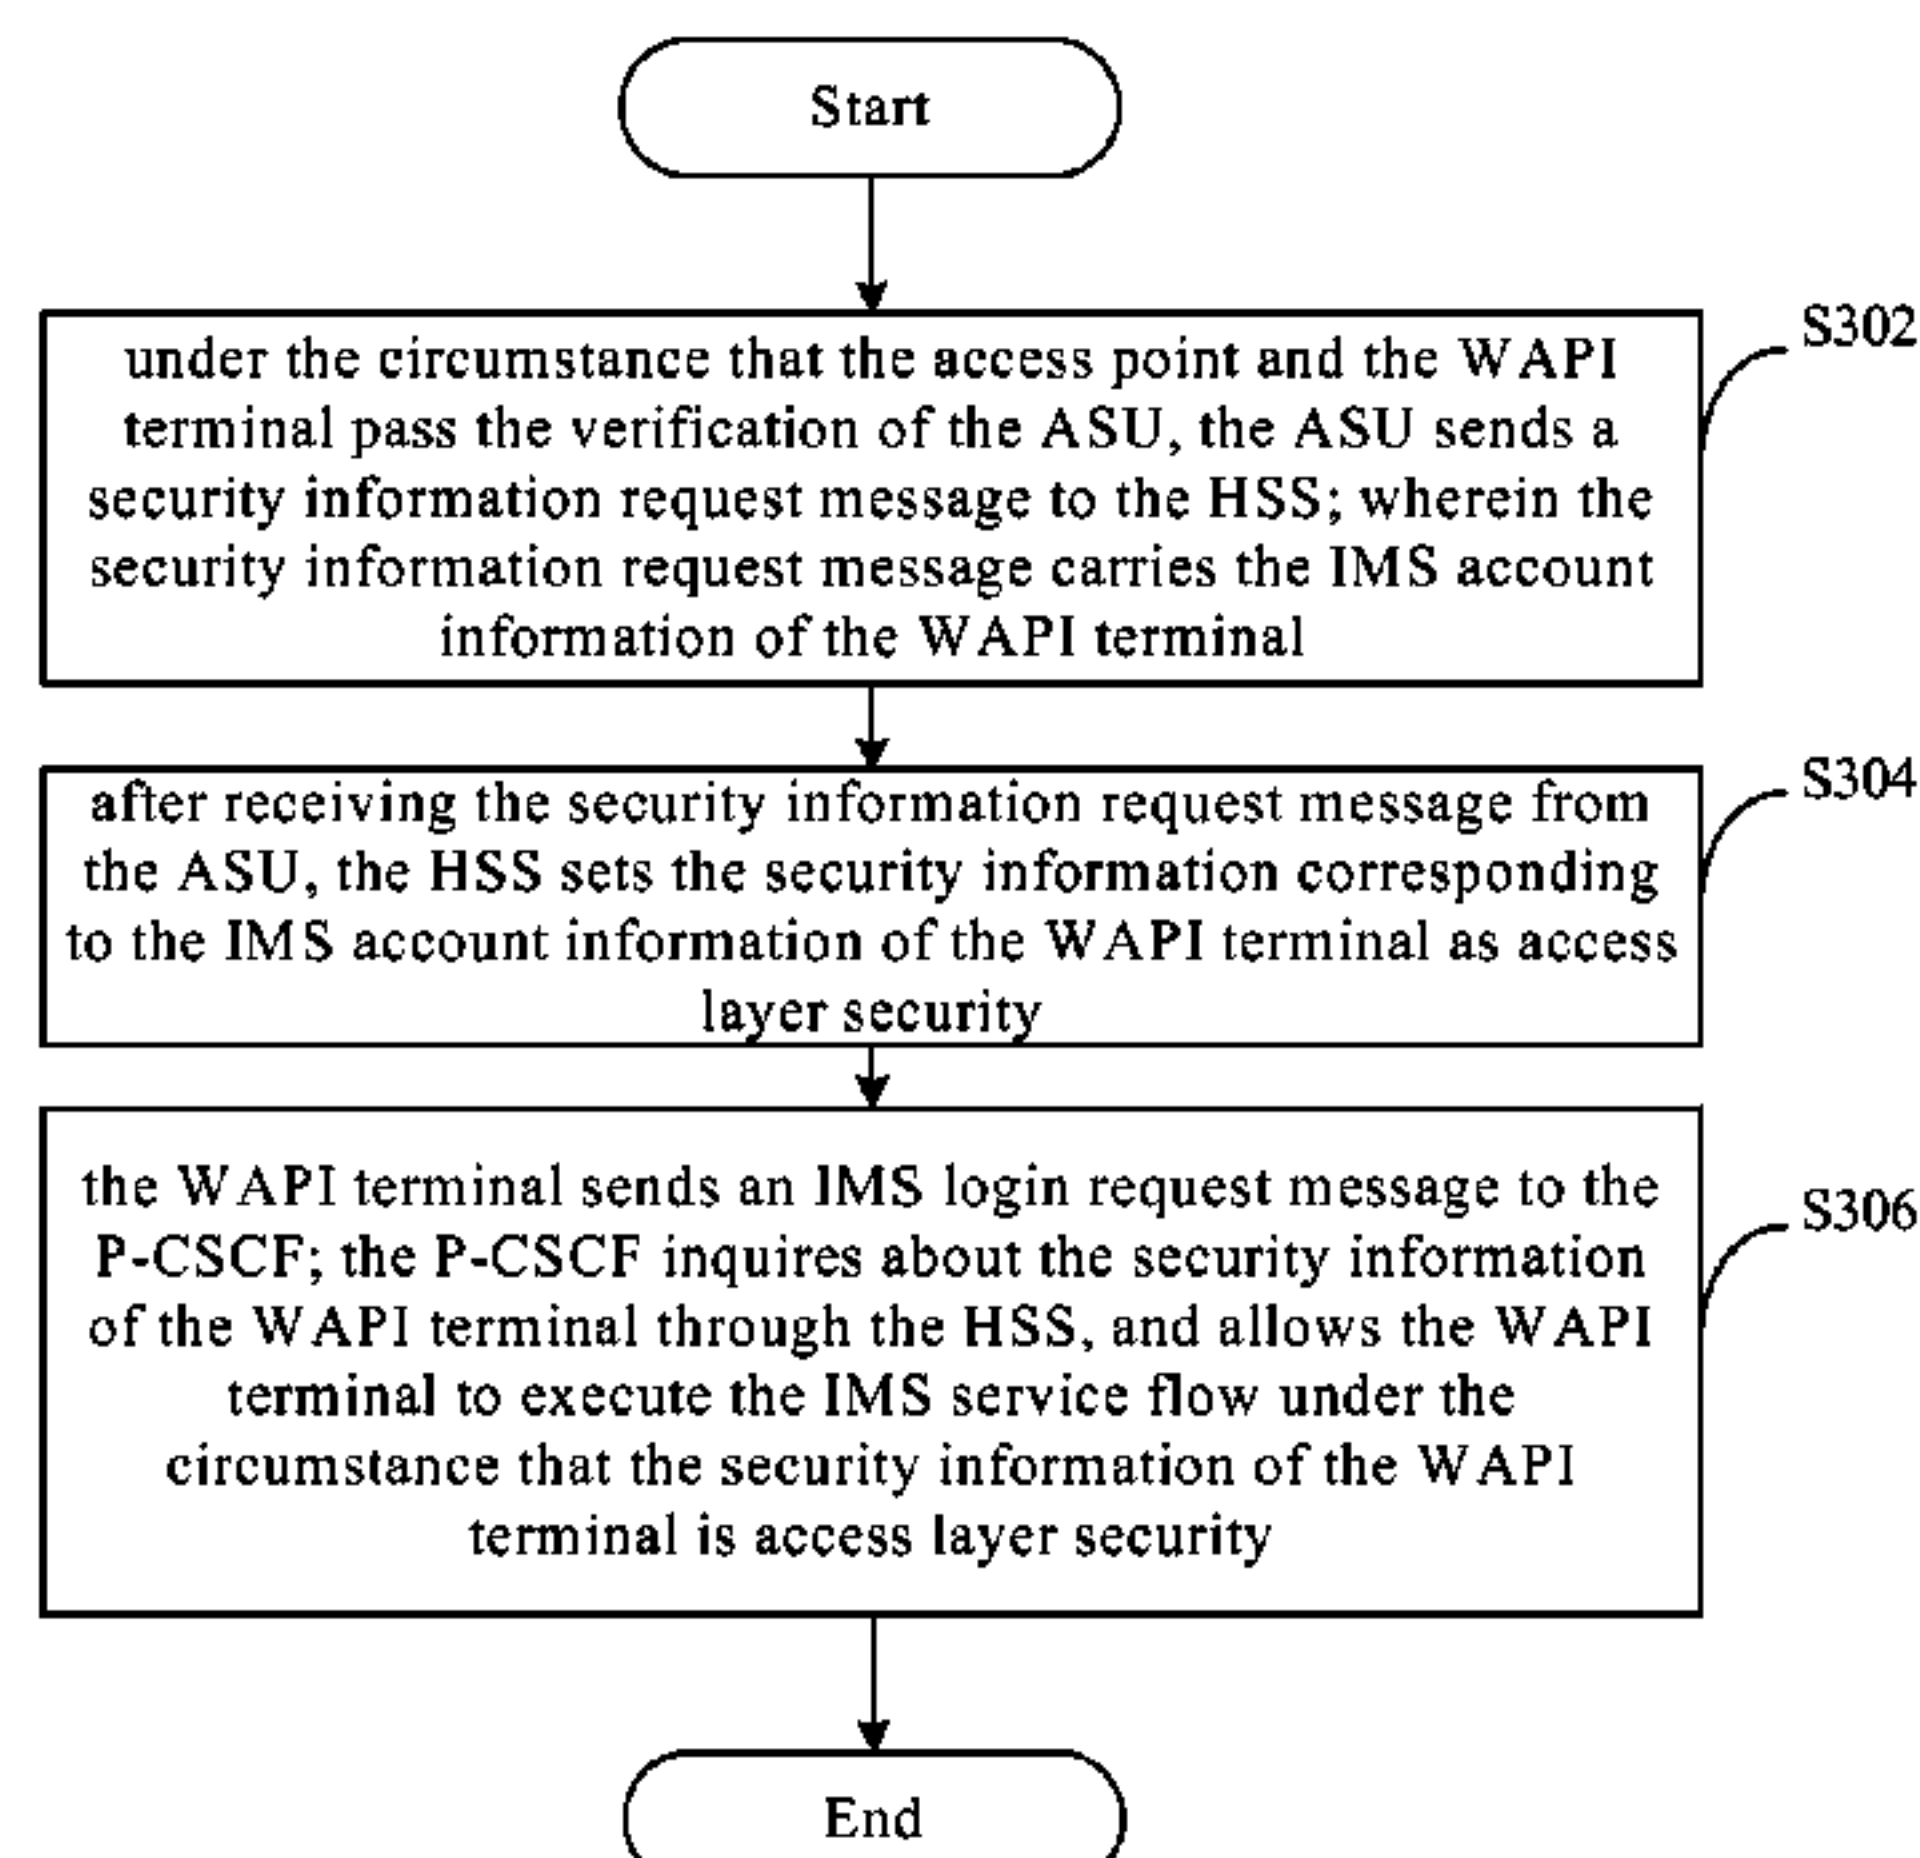 Start
S302
under the circumstance that the access point and the WAPI
terminal pass the verification of the ASU, the ASU sends a
security information request message to the HSS; wherein the
security information request message carries the IMS account
information of the WAPI terminal
S304
after receiving the security information request message from
the ASU, the HSS sets the security information corresponding
to the IMS account information of the WAPI terminal as access
layer security
S306
the WAPI terminal sends an IMS login request message to the
P-CSCF; the P-CSCF inquires about the security information
of the WAPI terminal through the HSS, and allows the WAPI
terminal to execute the IMS service flow under the
circumstance that the security information of the WAPI
terminal is access layer security
End